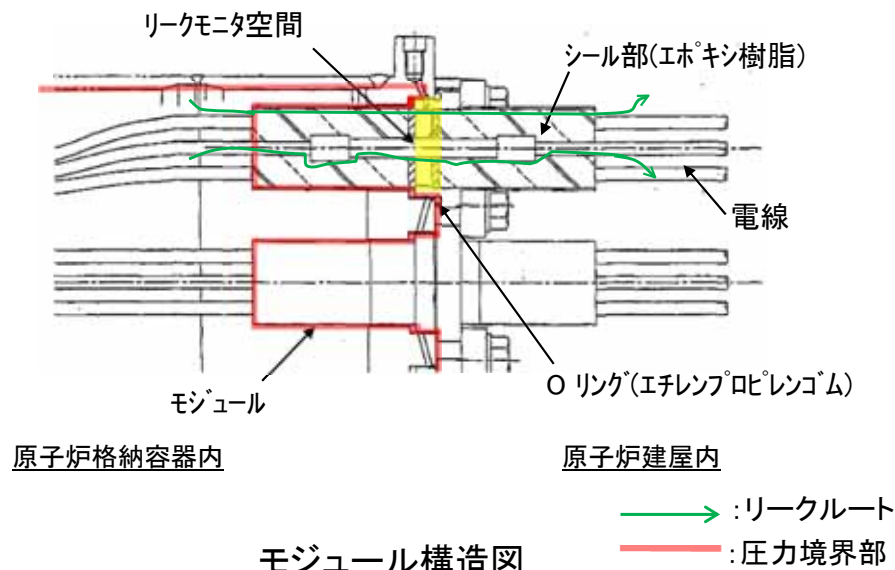 リークモニタ空間
シール部(エポキシ樹脂)
電線
Oリング(エチレンプロピレンゴム)
モジュール
原子炉格納容器内
原子炉建屋内
:リークルート
:圧力境界部
モジュール構造図